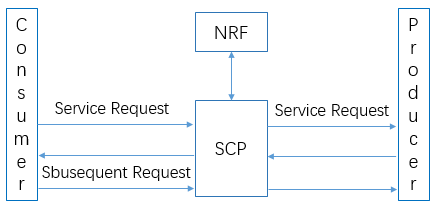 Consumer
NRF
Producer
Service Request
Service Request
SCP
Sbusequent Request